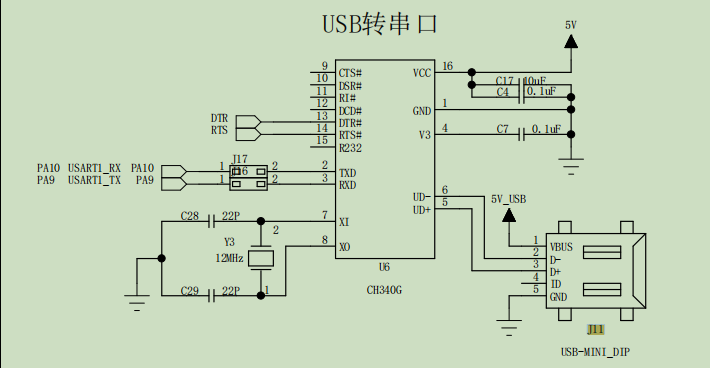 USB转串口
5V
9 CTS# VCC 16
10 DSR# C17 10uF
11 RI# C4 0.1uF
12 DCD# GND 1
DTR 13 DTR#
RTS 14 RTS# V3 4 C7 0.1uF
15 R232
J17
PA10 USART1_RX PA10 1 J16 2 2 TXD
PA9 USART1_TX PA9 1 2 3 RXD
UD- 6 5V_USB
UD+ 5
C28 22P 7 XI
2
Y3 8 XO 1 VBUS
12MHz 2 D-
3 D+
U6 4 ID
C29 22P 1 CH340G 5 GND
J11
USB-MINI_DIP